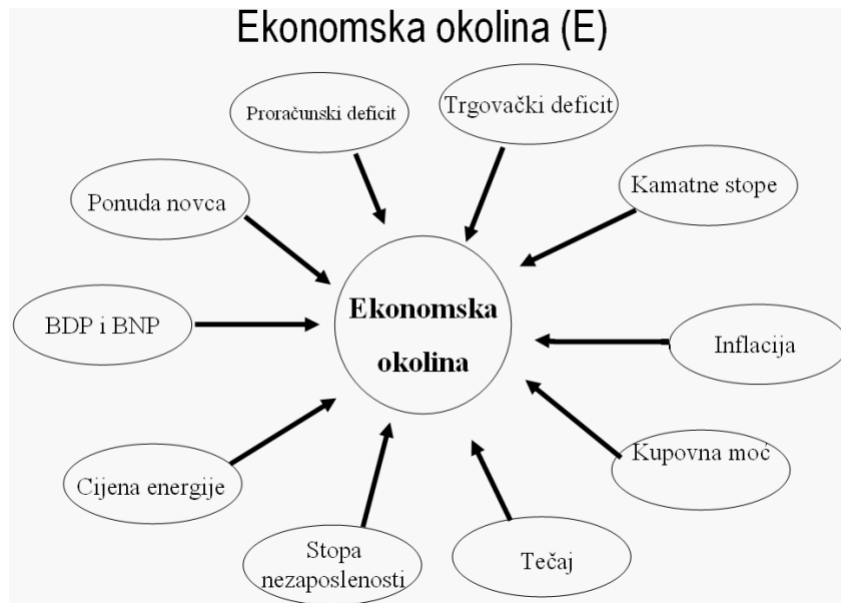 Ekonomska okolina (E)
Proračunski deficit
Trgovački deficit
Ponuda novca
Kamatne stope
BDP i BNP
Ekonomska
okolina
Inflacija
Cijena energije
Kupovna moć
Stopa
nezaposlenosti
Tečaj